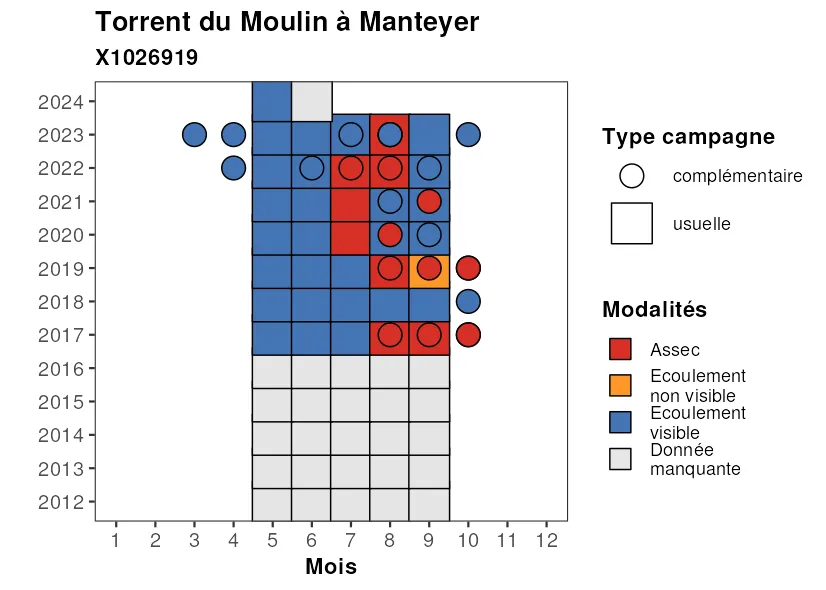 Torrent du Moulin à Manteyer
X1026919
2024
2023
2022
2021
2020
2019
2018
2017
2016
2015
2014
2013
2012
1 2 3 4 5 6 7 8 9 10 11 12
Mois
Type campagne
complémentaire
usuelle
Modalités
Assec
Ecoulement
non visible
Ecoulement
visible
Donnée
manquante